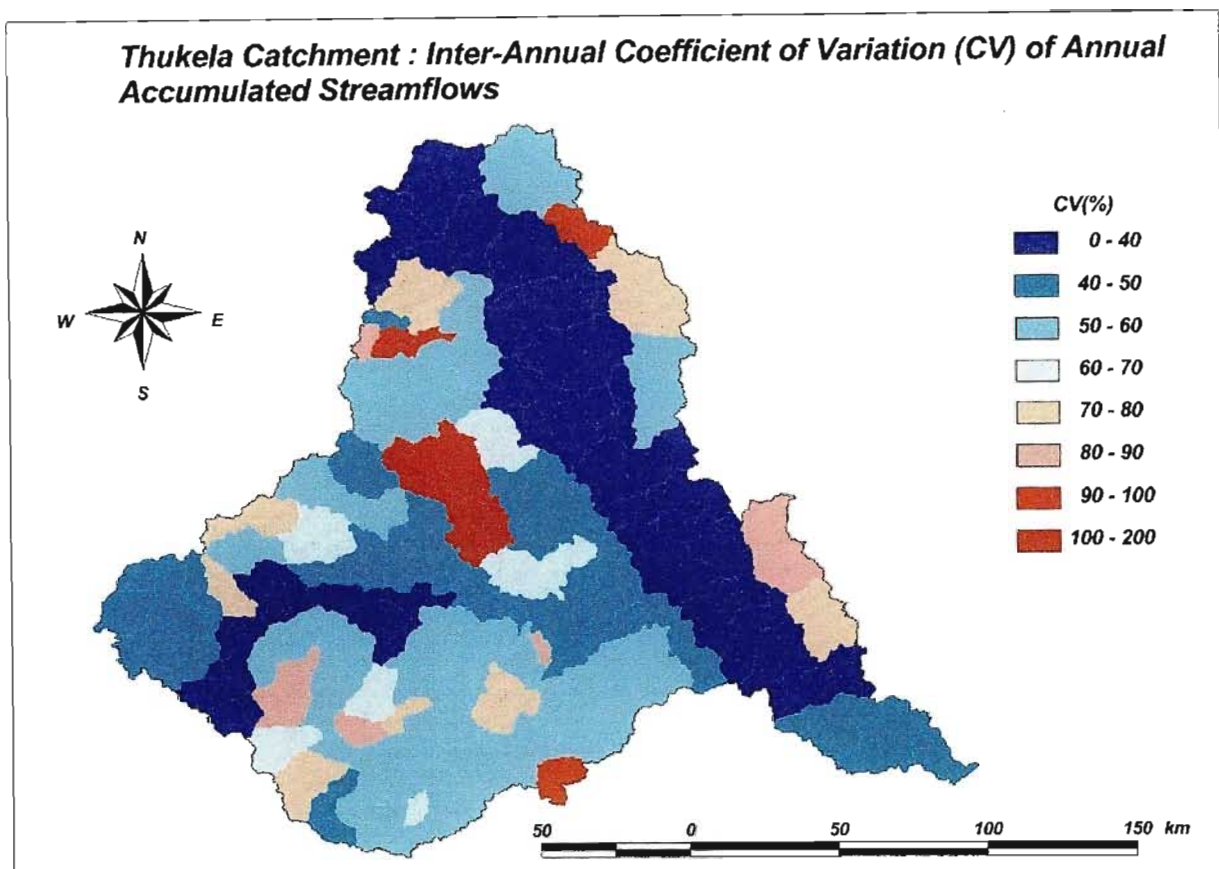 Thukela Catchment : Inter-Annual Coefficient of Variation (CV) of Annual
Accumulated Streamflows
N
W
E
S
CV(%)
0 - 40
40 - 50
50 - 60
60 - 70
70 - 80
80 - 90
90 - 100
100 - 200
50 0 50 100 150 km